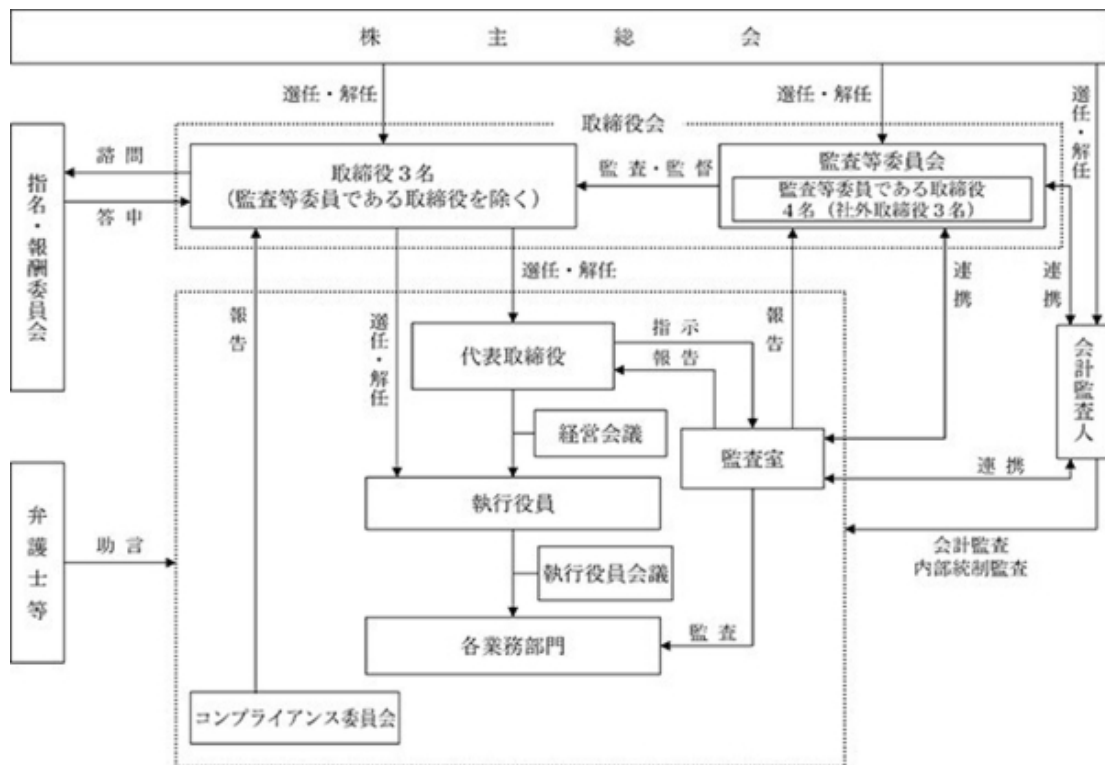 株主総会
選任・解任
選任・解任
選任・解任
取締役会
指名・報酬委員会
諮問
答申
取締役3名
(監査等委員である取締役を除く)
監査・監督
監査等委員会
監査等委員である取締役
4名(社外取締役3名)
選任・解任
選任・解任
報告
報告
連携
連携
代表取締役
指示
報告
経営会議
監査室
会計監査人
連携
執行役員
弁護士等
助言
会計監査
内部統制監査
執行役員会議
各業務部門
監査
コンプライアンス委員会